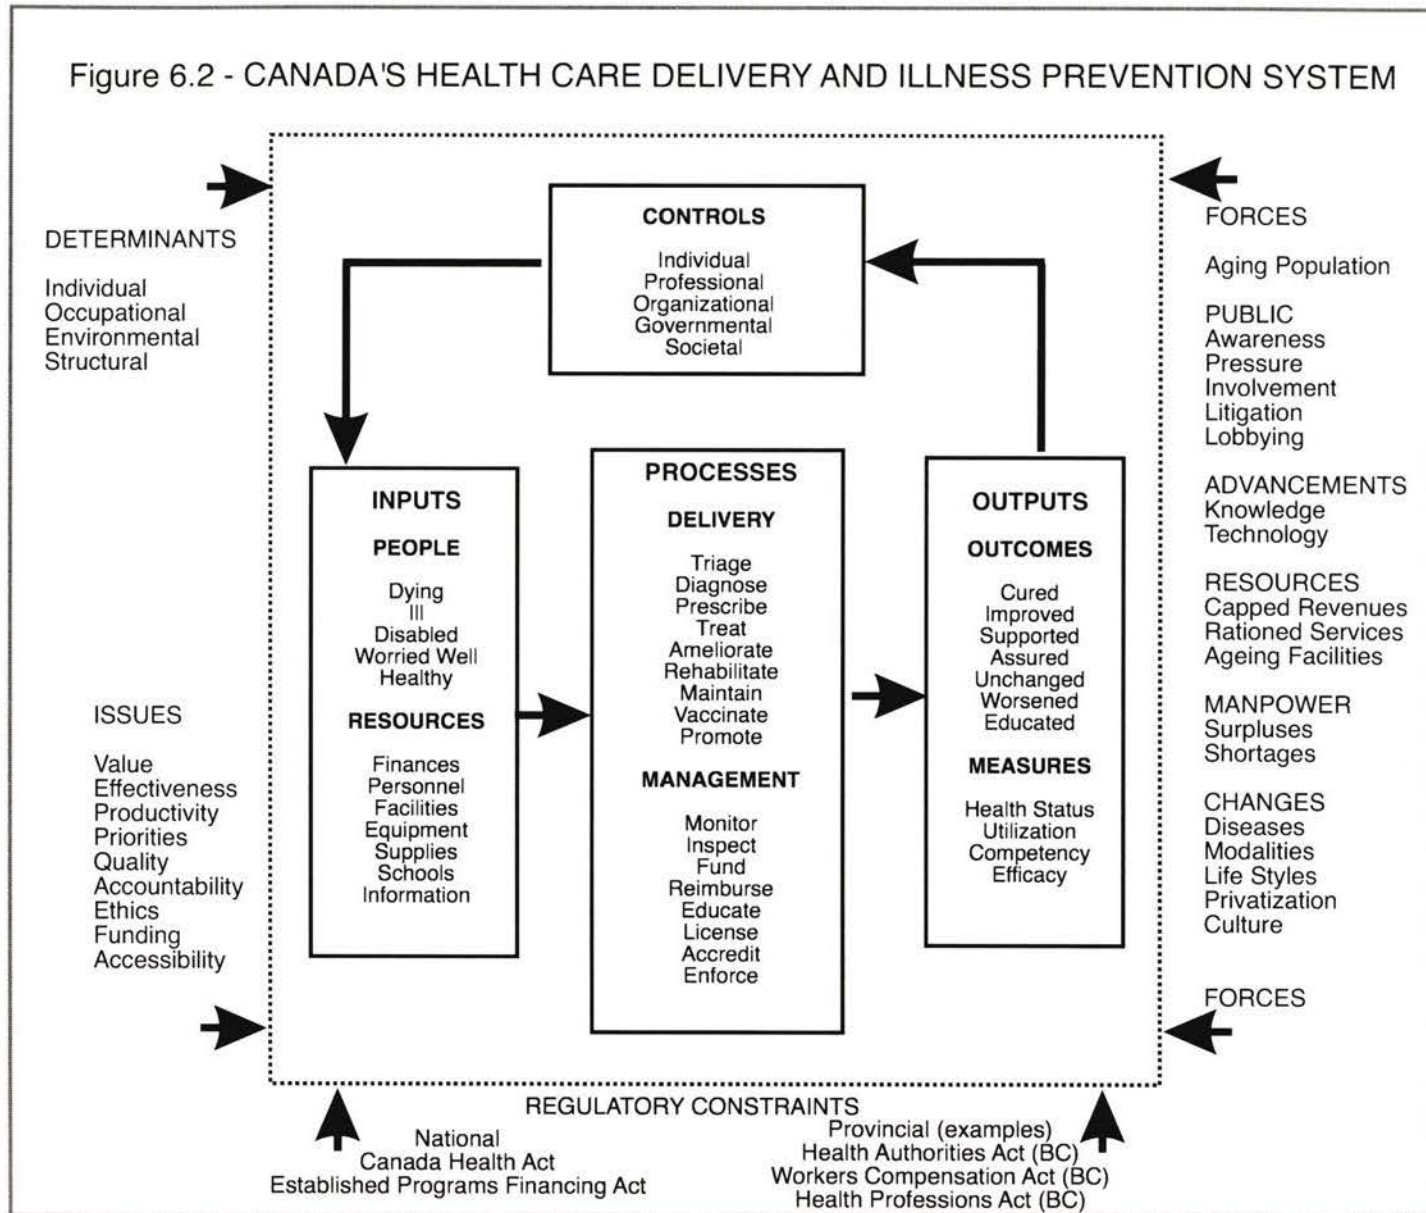 Figure 6.2 - CANADA'S HEALTH CARE DELIVERY AND ILLNESS PREVENTION SYSTEM
DETERMINANTS
Individual
Occupational
Environmental
Structural
ISSUES
Value
Effectiveness
Productivity
Priorities
Quality
Accountability
Ethics
Funding
Accessibility
CONTROLS
Individual
Professional
Organizational
Governmental
Societal
INPUTS
PEOPLE
Dying
Ill
Disabled
Worried Well
Healthy
RESOURCES
Finances
Personnel
Facilities
Equipment
Supplies
Schools
Information
PROCESSES
DELIVERY
Triage
Diagnose
Prescribe
Treat
Ameliorate
Rehabilitate
Maintain
Vaccinate
Promote
MANAGEMENT
Monitor
Inspect
Fund
Reimburse
Educate
License
Accredit
Enforce
OUTPUTS
OUTCOMES
Cured
Improved
Supported
Assured
Unchanged
Worsened
Educated
MEASURES
Health Status
Utilization
Competency
Efficacy
FORCES
Aging Population
PUBLIC
Awareness
Pressure
Involvement
Litigation
Lobbying
ADVANCEMENTS
Knowledge
Technology
RESOURCES
Capped Revenues
Rationed Services
Ageing Facilities
MANPOWER
Surpluses
Shortages
CHANGES
Diseases
Modalities
Life Styles
Privatization
Culture
FORCES
REGULATORY CONSTRAINTS
National
Canada Health Act
Established Programs Financing Act
Provincial (examples)
Health Authorities Act (BC)
Workers Compensation Act (BC)
Health Professions Act (BC)